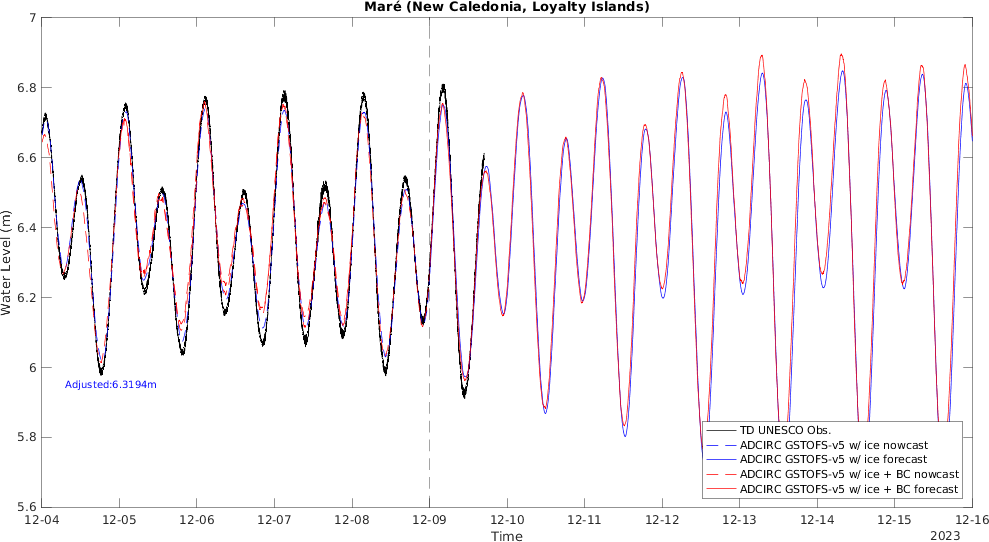 Maré (New Caledonia, Loyalty Islands)
7
6.8
6.6
6.4
6.2
6
5.8
5.6
Water Level (m)
Adjusted:6.3194m
TD UNESCO Obs.
ADCIRC GSTOFS-v5 w/ ice nowcast
ADCIRC GSTOFS-v5 w/ ice forecast
ADCIRC GSTOFS-v5 w/ ice + BC nowcast
ADCIRC GSTOFS-v5 w/ ice + BC forecast
12-04 12-05 12-06 12-07 12-08 12-09 12-10 12-11 12-12 12-13 12-14 12-15 12-16
Time
2023